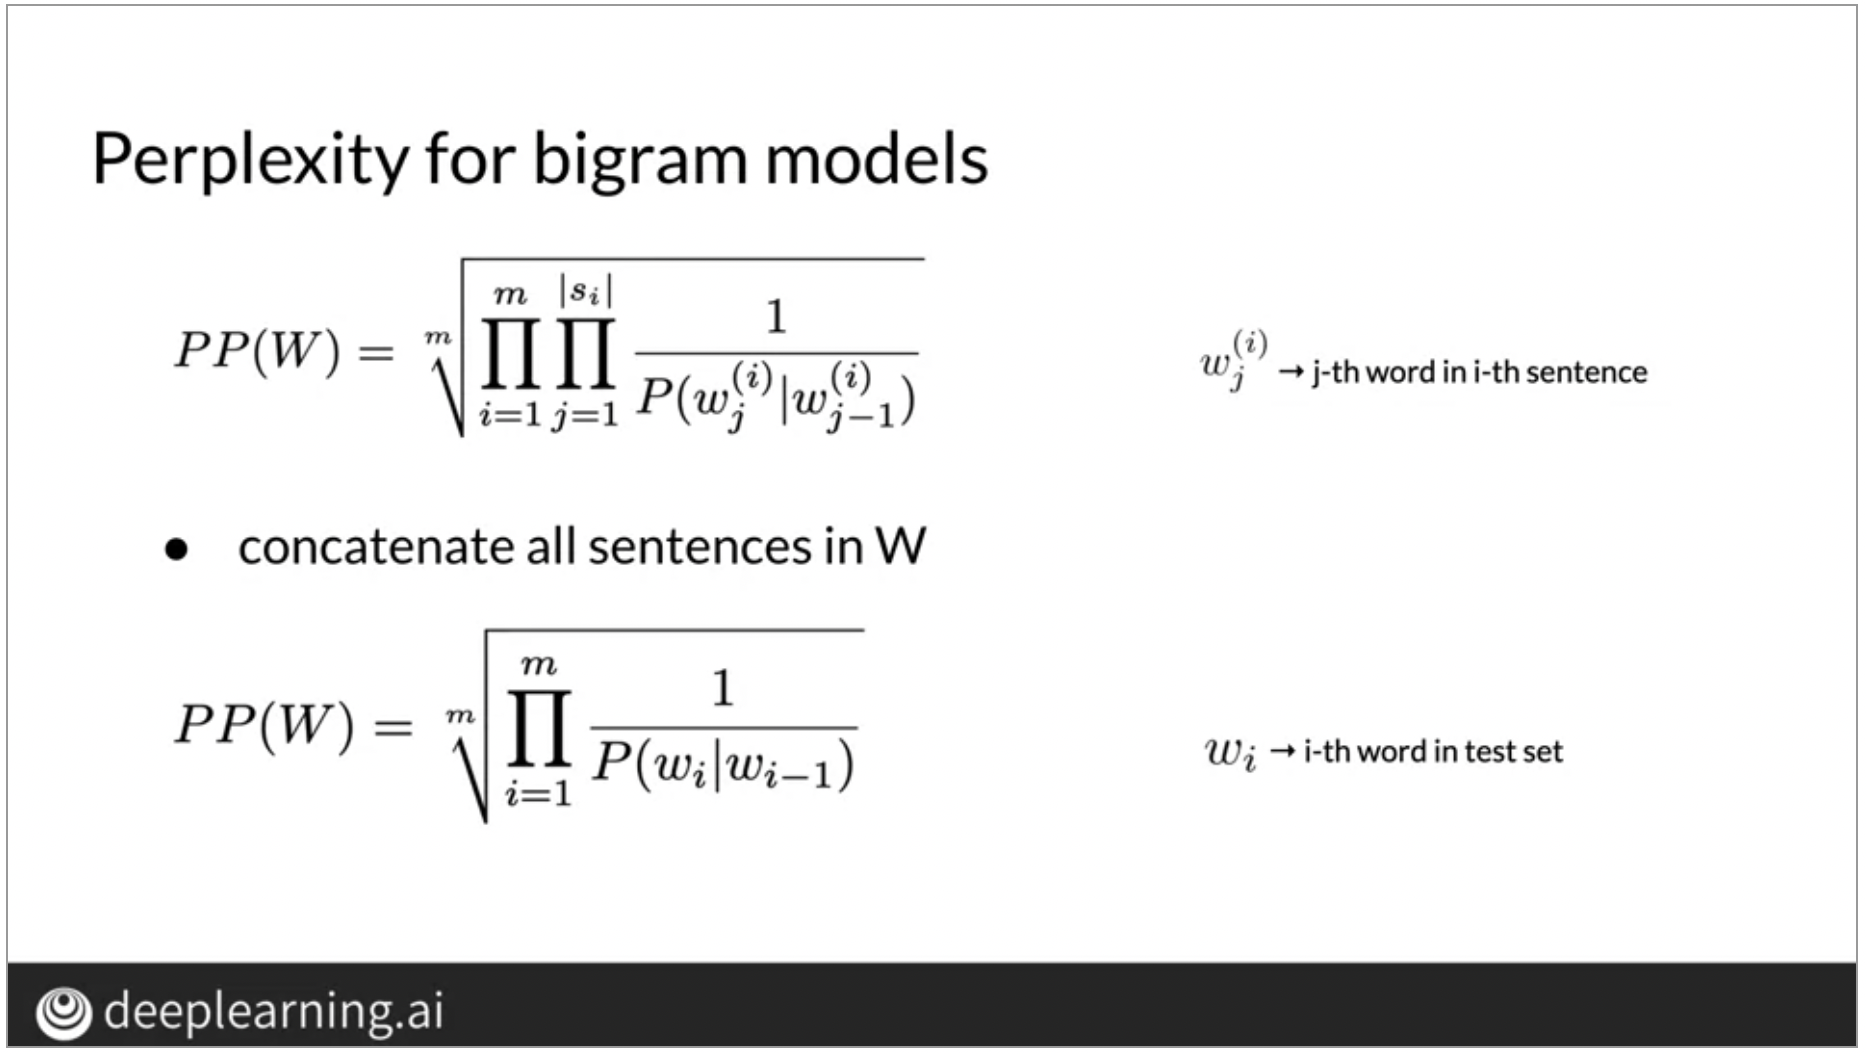 Perplexity for bigram models
$PP(W) = \sqrt[m]{\prod_{i=1}^{m} \prod_{j=1}^{|s_i|} \frac{1}{P(w_j^{(i)}|w_{j-1}^{(i)})}}$
$w_j^{(i)}$ → j-th word in i-th sentence
● concatenate all sentences in W
$PP(W) = \sqrt[m]{\prod_{i=1}^{m} \frac{1}{P(w_i|w_{i-1})}}$
$w_i$ → i-th word in test set
deeplearning.ai